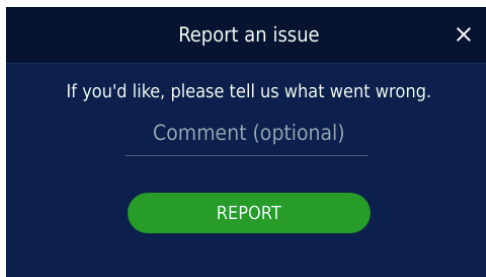 Report an issue
If you'd like, please tell us what went wrong.
Comment (optional)
REPORT